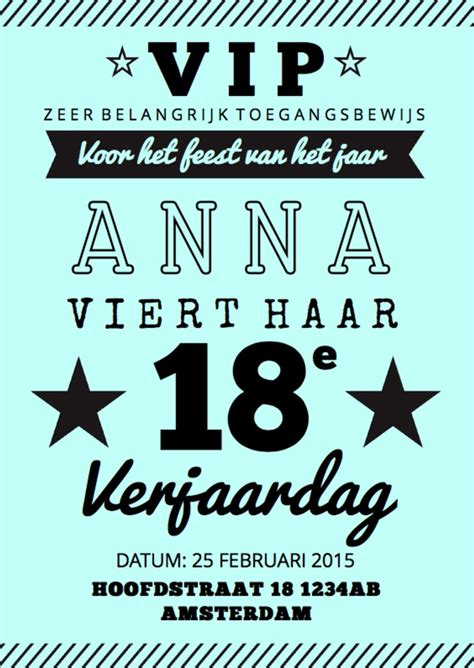 VIP
ZEER BELANGRIJK TOEGANGSBEWIJS
Voor het feest van het jaar
ANNA
VIERT HAAR
18e
Verjaardag
DATUM: 25 FEBRUARI 2015
HOOFDSTRAAT 18 1234AB
AMSTERDAM